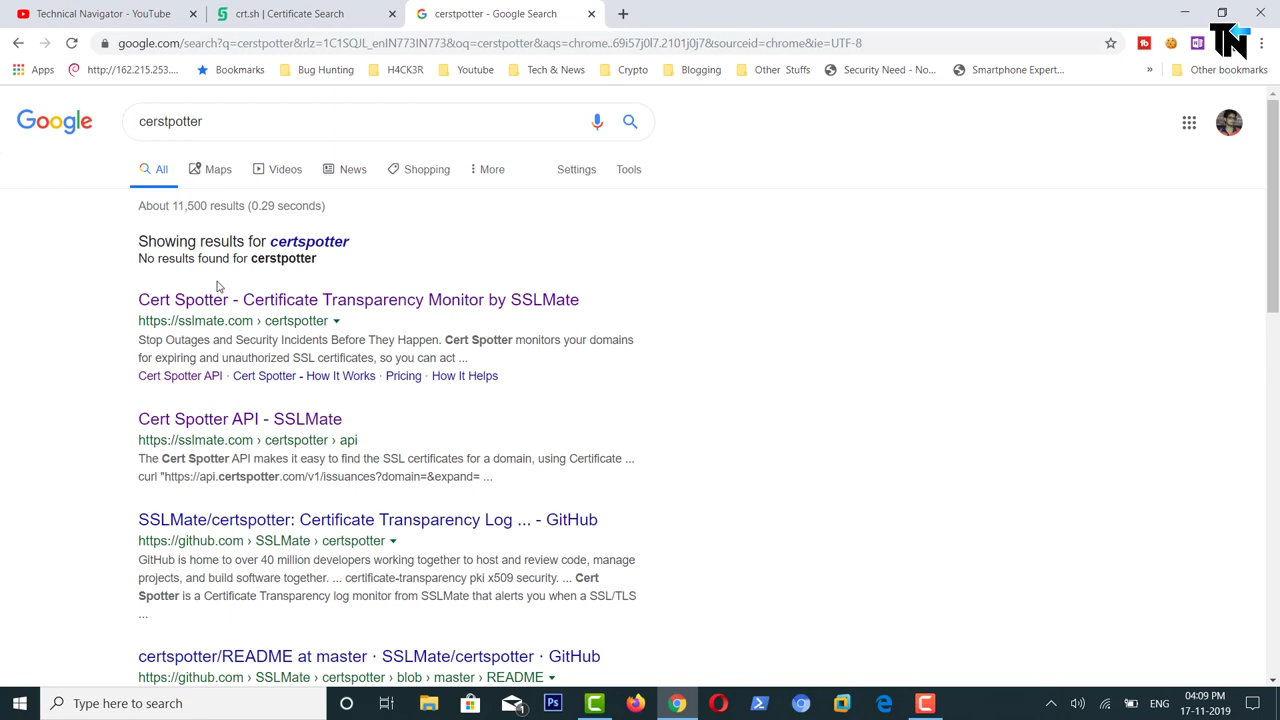 Technical Navigator - YouTube
crt.sh | Certificate Search
cerstpotter - Google Search
google.com/search?q=cerstpotter&rlz=1C1SQJL_enIN773IN773&oq=cerstpotter&aqs=chrome..69i57j0l7.2101j0j7&sourceid=chrome&ie=UTF-8
TN
Apps
http://162.215.253....
Bookmarks
Bug Hunting
H4CK3R
Youtube
Tech & News
Crypto
Blogging
Other Stuffs
Security Need - No...
Smartphone Expert...
»
Other bookmarks
Google
cerstpotter
All
Maps
Videos
News
Shopping
More
Settings
Tools
About 11,500 results (0.29 seconds)
Showing results for certspotter
No results found for cerstpotter
Cert Spotter - Certificate Transparency Monitor by SSLMate
https://sslmate.com › certspotter
Stop Outages and Security Incidents Before They Happen. Cert Spotter monitors your domains
for expiring and unauthorized SSL certificates, so you can act ...
Cert Spotter API · Cert Spotter - How It Works · Pricing · How It Helps
Cert Spotter API - SSLMate
https://sslmate.com › certspotter › api
The Cert Spotter API makes it easy to find the SSL certificates for a domain, using Certificate ...
curl "https://api.certspotter.com/v1/issuances?domain=&expand= ...
SSLMate/certspotter: Certificate Transparency Log ... - GitHub
https://github.com › SSLMate › certspotter
GitHub is home to over 40 million developers working together to host and review code, manage
projects, and build software together. ... certificate-transparency pki x509 security. ... Cert
Spotter is a Certificate Transparency log monitor from SSLMate that alerts you when a SSL/TLS
...
certspotter/README at master · SSLMate/certspotter · GitHub
https://github.com › SSLMate › certspotter › blob › master › README
Type here to search
1
Ps
ENG
04:09 PM
17-11-2019